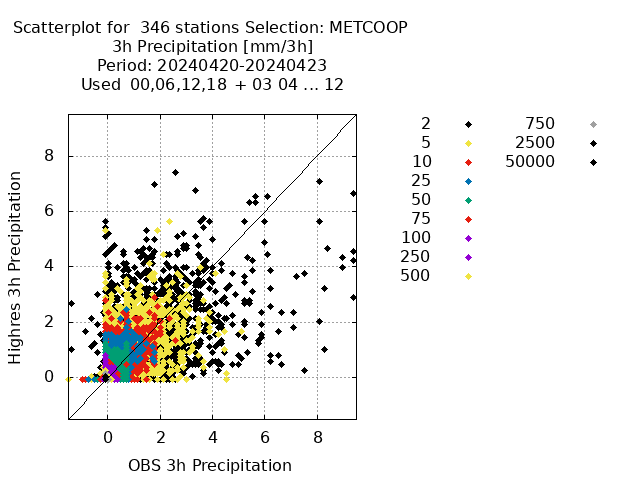 Scatterplot for 346 stations Selection: METCOOP
3h Precipitation [mm/3h]
Period: 20240420-20240423
Used 00,06,12,18 + 03 04 ... 12
2
5
10
25
50
75
100
250
500
750
2500
50000
Highres 3h Precipitation
8
6
4
2
0
0 2 4 6 8
OBS 3h Precipitation